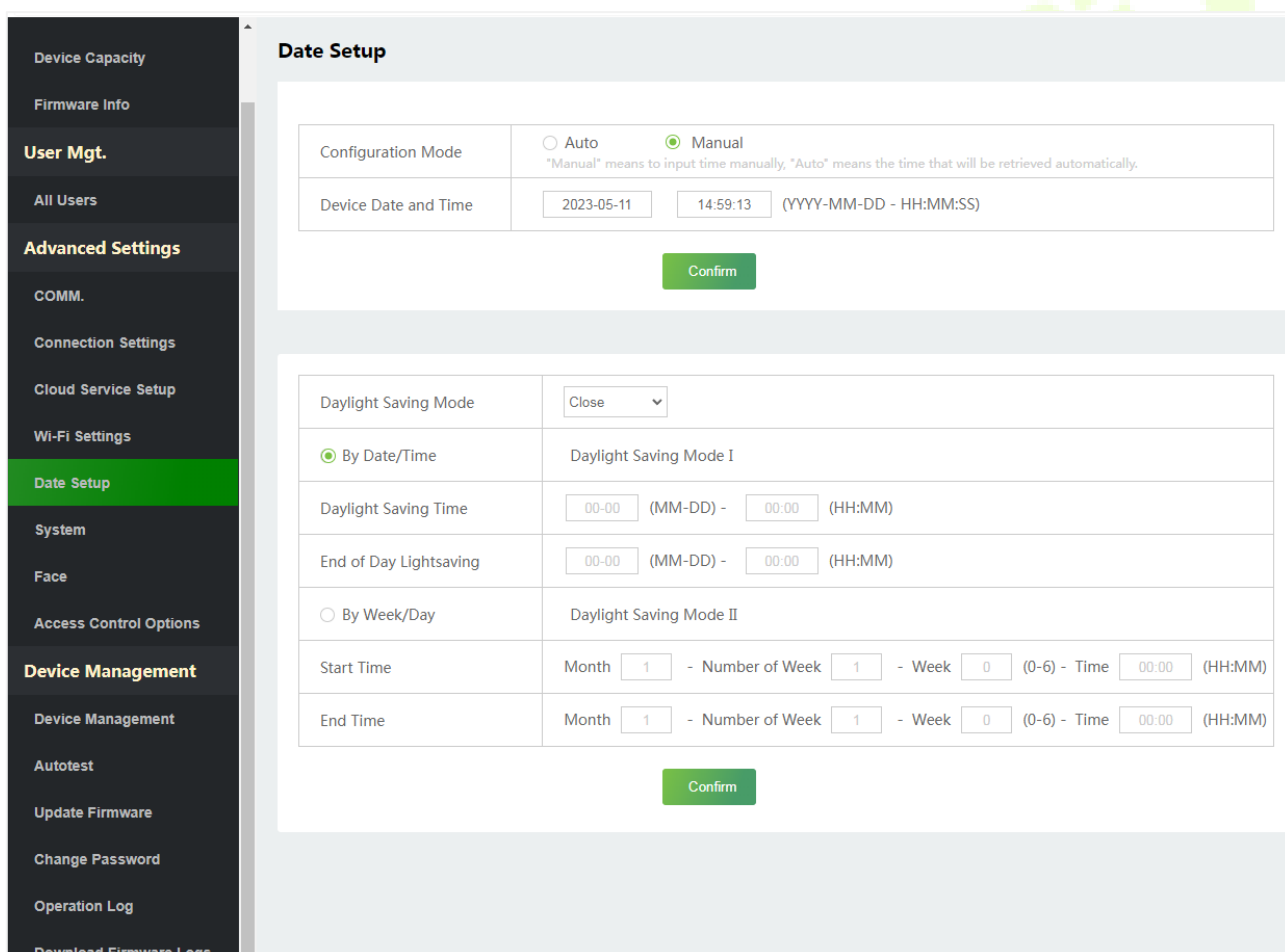 Device Capacity
Firmware Info
User Mgt.
All Users
Advanced Settings
COMM.
Connection Settings
Cloud Service Setup
Wi-Fi Settings
Date Setup
System
Face
Access Control Options
Device Management
Device Management
Autotest
Update Firmware
Change Password
Operation Log
Download Firmware Logs
Date Setup
Configuration Mode Auto Manual
"Manual" means to input time manually, "Auto" means the time that will be retrieved automatically.
Device Date and Time 2023-05-11 14:59:13 (YYYY-MM-DD - HH:MM:SS)
Confirm
Daylight Saving Mode Close
By Date/Time Daylight Saving Mode I
Daylight Saving Time 00-00 (MM-DD) - 00:00 (HH:MM)
End of Day Lightsaving 00-00 (MM-DD) - 00:00 (HH:MM)
By Week/Day Daylight Saving Mode II
Start Time Month 1 - Number of Week 1 - Week 0 (0-6) - Time 00:00 (HH:MM)
End Time Month 1 - Number of Week 1 - Week 0 (0-6) - Time 00:00 (HH:MM)
Confirm